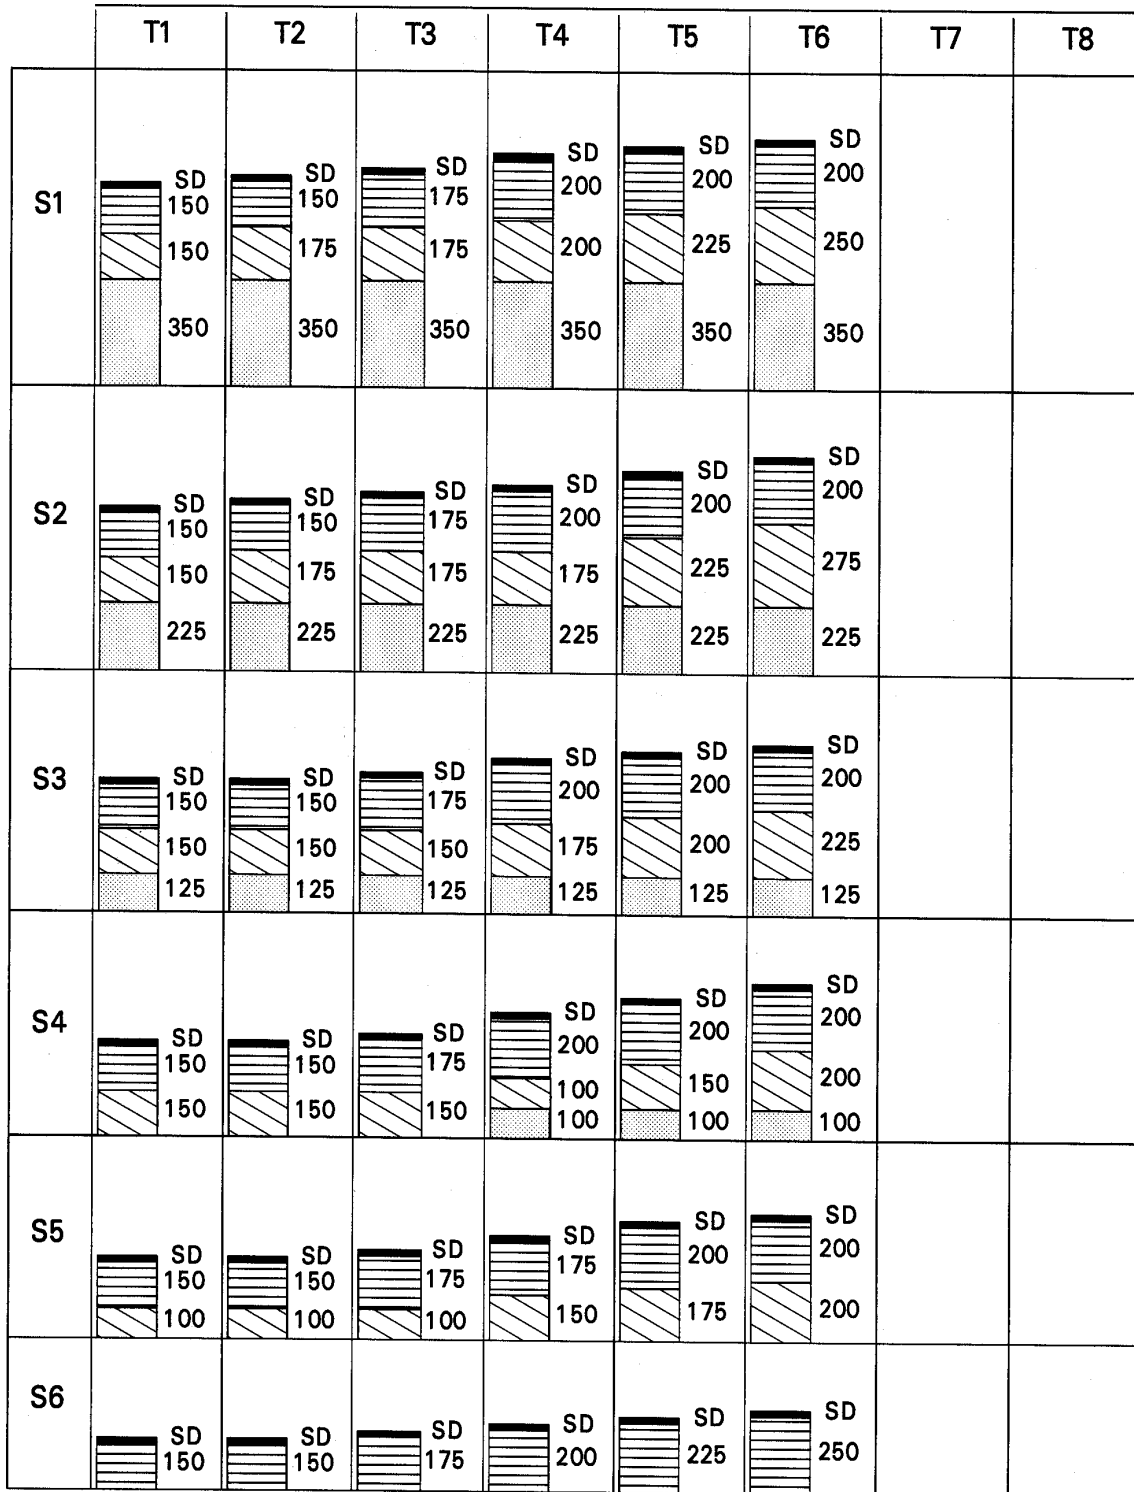 T1 T2 T3 T4 T5 T6 T7 T8
S1
SD SD SD SD SD SD
150 150 175 200 200 200
150 175 175 200 225 250
350 350 350 350 350 350
S2
SD SD SD SD SD SD
150 150 175 200 200 200
150 175 175 175 225 275
225 225 225 225 225 225
S3
SD SD SD SD SD SD
150 150 175 200 200 200
150 150 150 175 200 225
125 125 125 125 125 125
S4
SD SD SD SD SD SD
150 150 175 200 200 200
150 150 150 100 150 200
100 100 100
S5
SD SD SD SD SD SD
150 150 175 175 200 200
100 100 100 150 175 200
S6
SD SD SD SD SD SD
150 150 175 200 225 250